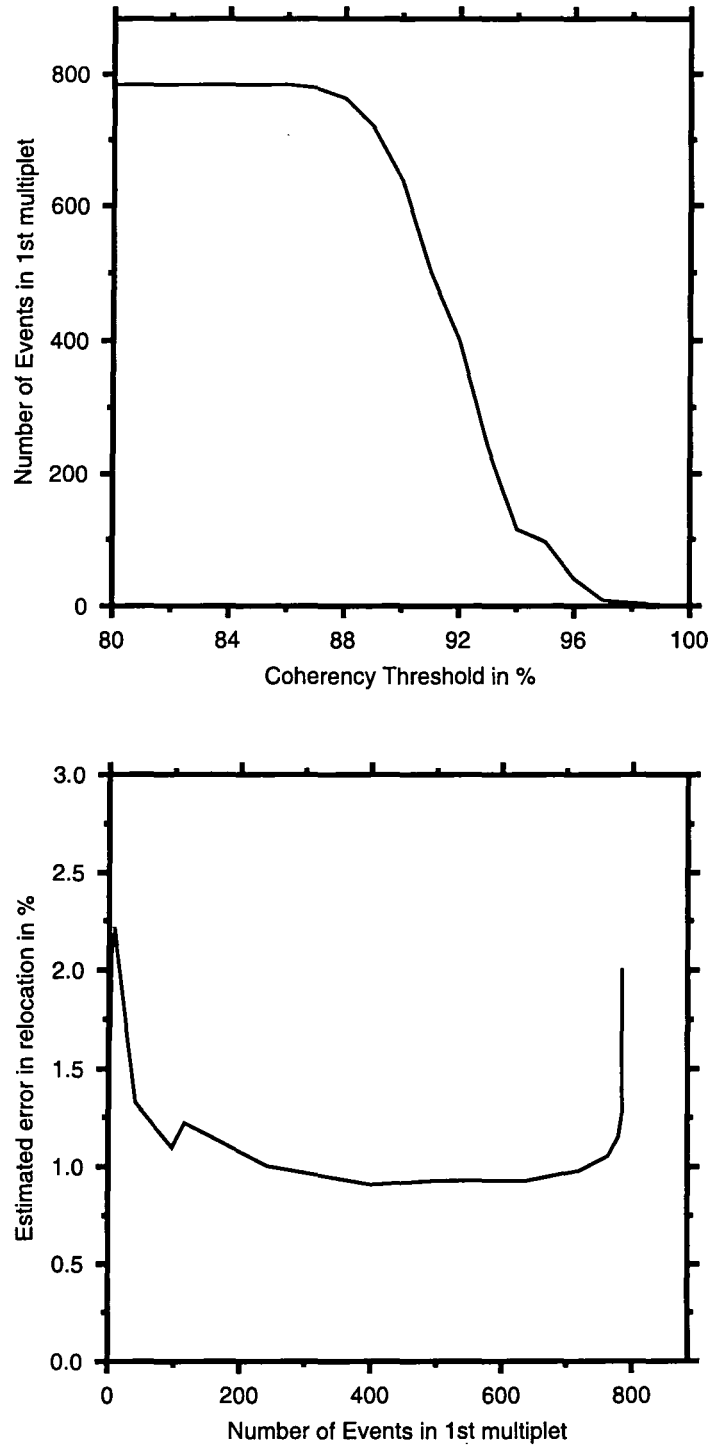 800
600
400
200
0
Number of Events in 1st multiplet
80 84 88 92 96 100
Coherency Threshold in %
3.0
2.5
2.0
1.5
1.0
0.5
0.0
Estimated error in relocation in %
0 200 400 600 800
Number of Events in 1st multiplet